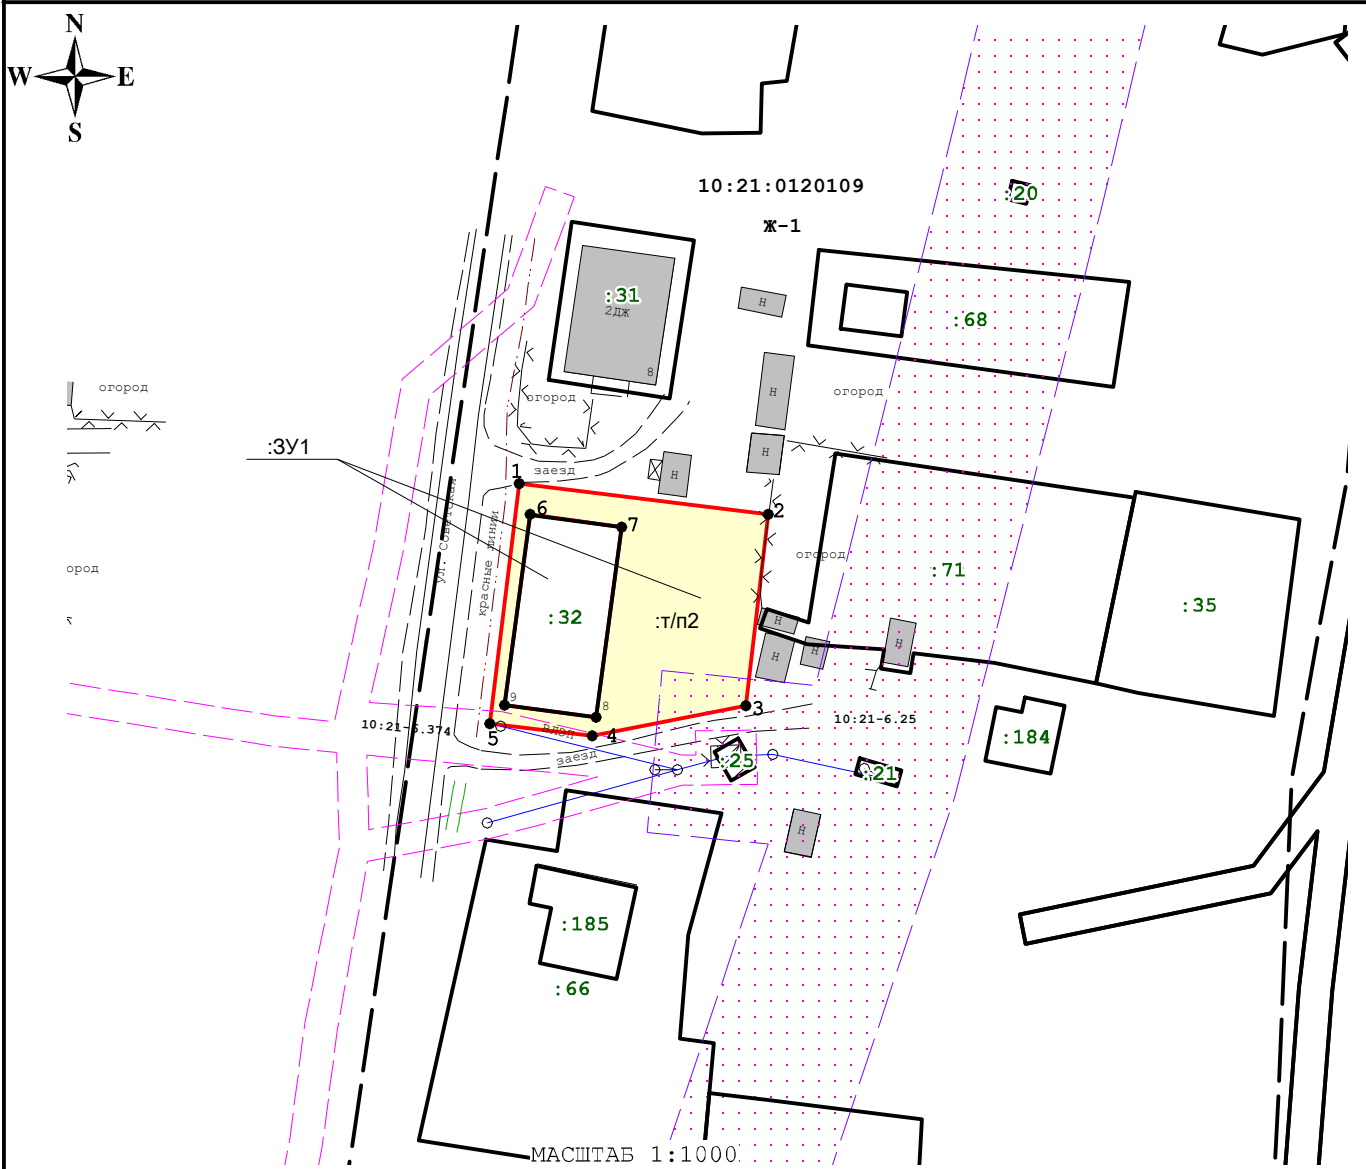 N
W E
S
10:21:0120109
:20
Ж-1
:31
2ДЖ
Н
:68
8
огород
Н
огород
огород
:ЗУ1
Н
1
заезд
Н
6
7
2
ул. Советская
красные линии
огород
ород
:71
:32
:т/п2
Н
:35
Н
Н
Н
9
8
3
10:21-6.25
10:21-6.374
5
влэп
4
:184
заезд
:25
:21
Н
:185
:66
МАСШТАБ 1:1000